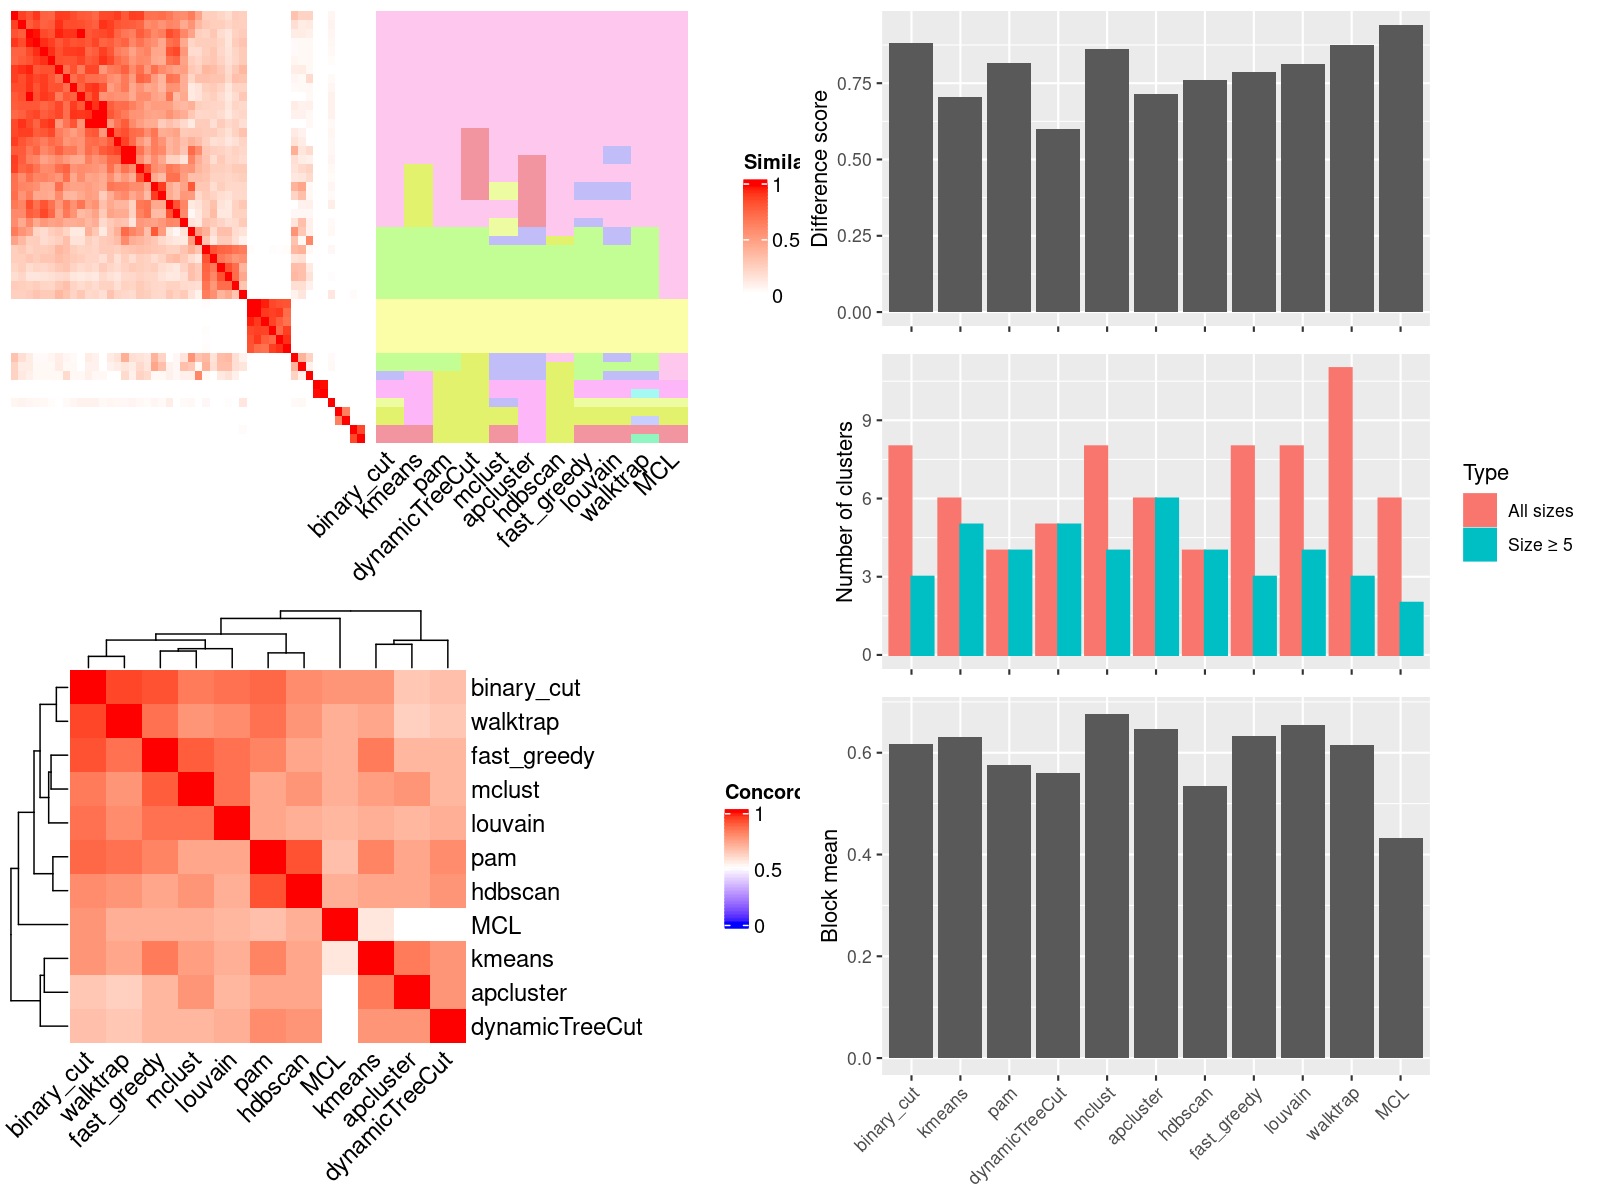 Simila
1
0.5
0
binary_cut
kmeans
pam
dynamicTreeCut
mclust
apcluster
hdbscan
fast_greedy
louvain
walktrap
MCL
Concord
1
0.5
0
binary_cut
walktrap
fast_greedy
mclust
louvain
pam
hdbscan
MCL
kmeans
apcluster
dynamicTreeCut
binary_cut
walktrap
fast_greedy
mclust
louvain
pam
hdbscan
MCL
kmeans
apcluster
dynamicTreeCut
Difference score
0.75
0.50
0.25
0.00
Number of clusters
9
6
3
0
Type
All sizes
Size ≥ 5
Block mean
0.6
0.4
0.2
0.0
binary_cut
kmeans
pam
dynamicTreeCut
mclust
apcluster
hdbscan
fast_greedy
louvain
walktrap
MCL